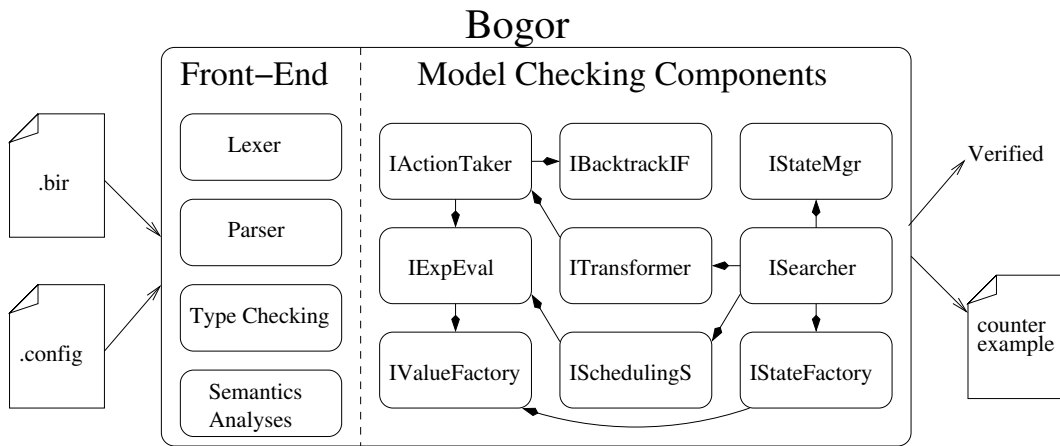 Bogor
Front–End
Model Checking Components
.bir
.config
Lexer
Parser
Type Checking
Semantics
Analyses
IActionTaker
IBacktrackIF
IStateMgr
IExpEval
ITransformer
ISearcher
IValueFactory
ISchedulingS
IStateFactory
Verified
counter
example